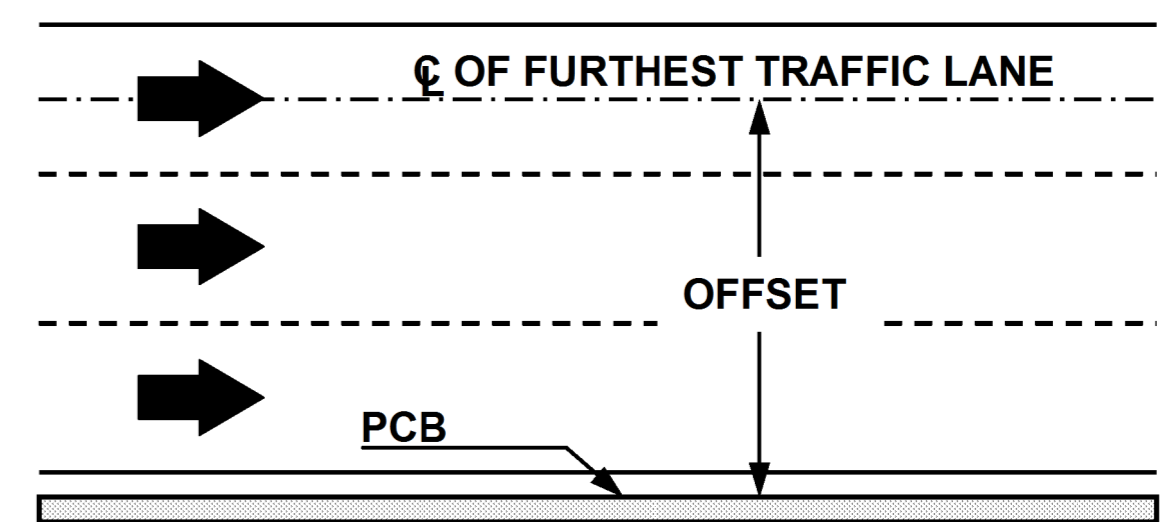 ℄ OF FURTHEST TRAFFIC LANE
OFFSET
PCB